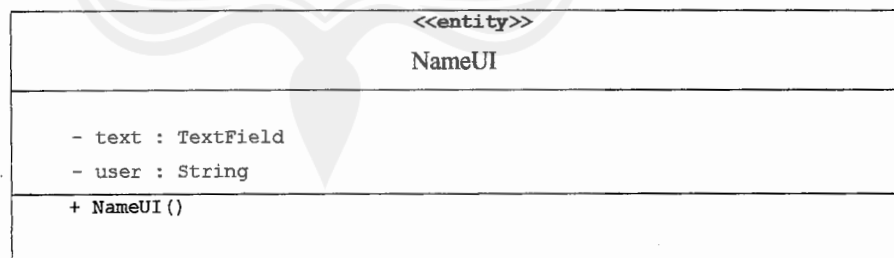 <<entity>>
NameUI
- text : TextField
- user : String
+ NameUI()